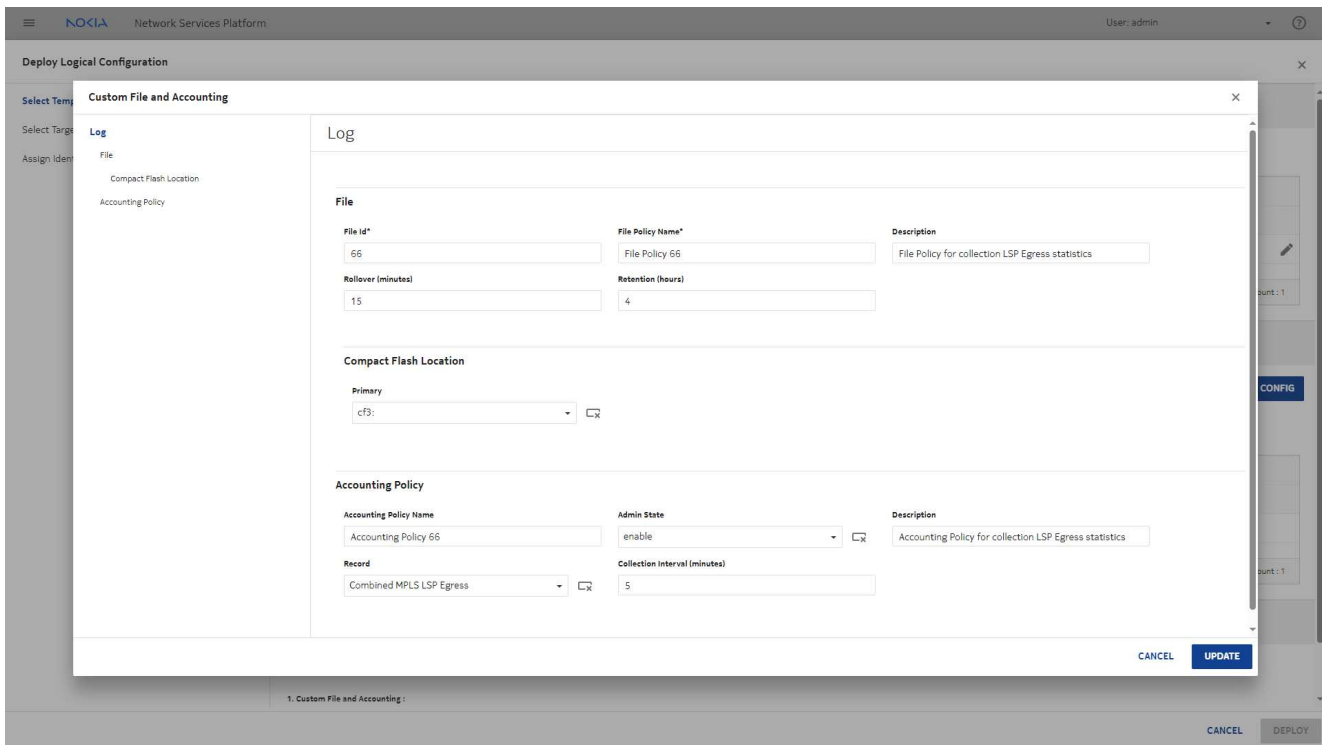 NOKIA Network Services Platform User: admin
Deploy Logical Configuration
Select Temp
Select Targe
Assign Iden
Custom File and Accounting
Log
File
Compact Flash Location
Accounting Policy
Log
File
File Id* File Policy Name* Description
66 File Policy 66 File Policy for collection LSP Egress statistics
Rollover (minutes) Retention (hours)
15 4
Compact Flash Location
Primary
cf3:
Accounting Policy
Accounting Policy Name Admin State Description
Accounting Policy 66 enable Accounting Policy for collection LSP Egress statistics
Record Collection Interval (minutes)
Combined MPLS LSP Egress 5
CANCEL UPDATE
ount : 1
CONFIG
ount : 1
1. Custom File and Accounting :
CANCEL DEPLOY